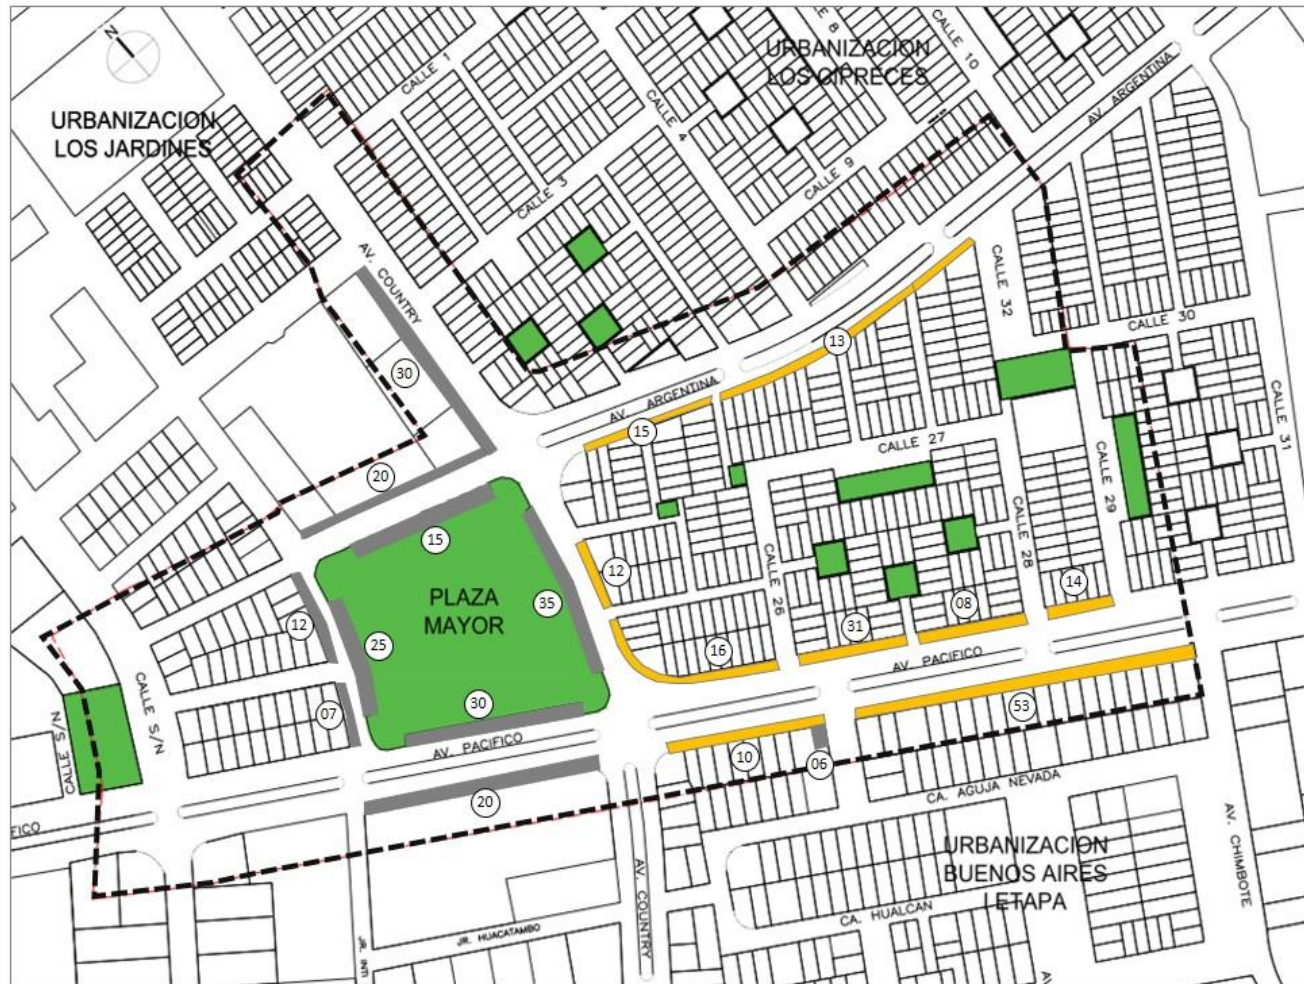 N
URBANIZACION
LOS JARDINES
CALLE 1
CALLE 8
URBANIZACION
LOS CIPRECES
CALLE 10
AV. ARGENTINA
CALLE 4
CALLE 9
CALLE 3
AV. COUNTRY
CALLE 32
CALLE 30
30
13
AV. ARGENTINA
CALLE 31
15
CALLE 27
20
CALLE 29
15
CALLE 28
12
CALLE 26
PLAZA
MAYOR
35
14
08
12
25
31
16
AV. PACIFICO
CALLE S/N
CALLE S/N
07
30
53
AV. PACIFICO
10
06
20
CA. AGUJA NEVADA
FICO
URBANIZACION
BUENOS AIRES
I ETAPA
AV. CHIMBOTE
AV. COUNTRY
CA. HUALCAN
JR. HUACATAMBO
JR. INTI
AV.